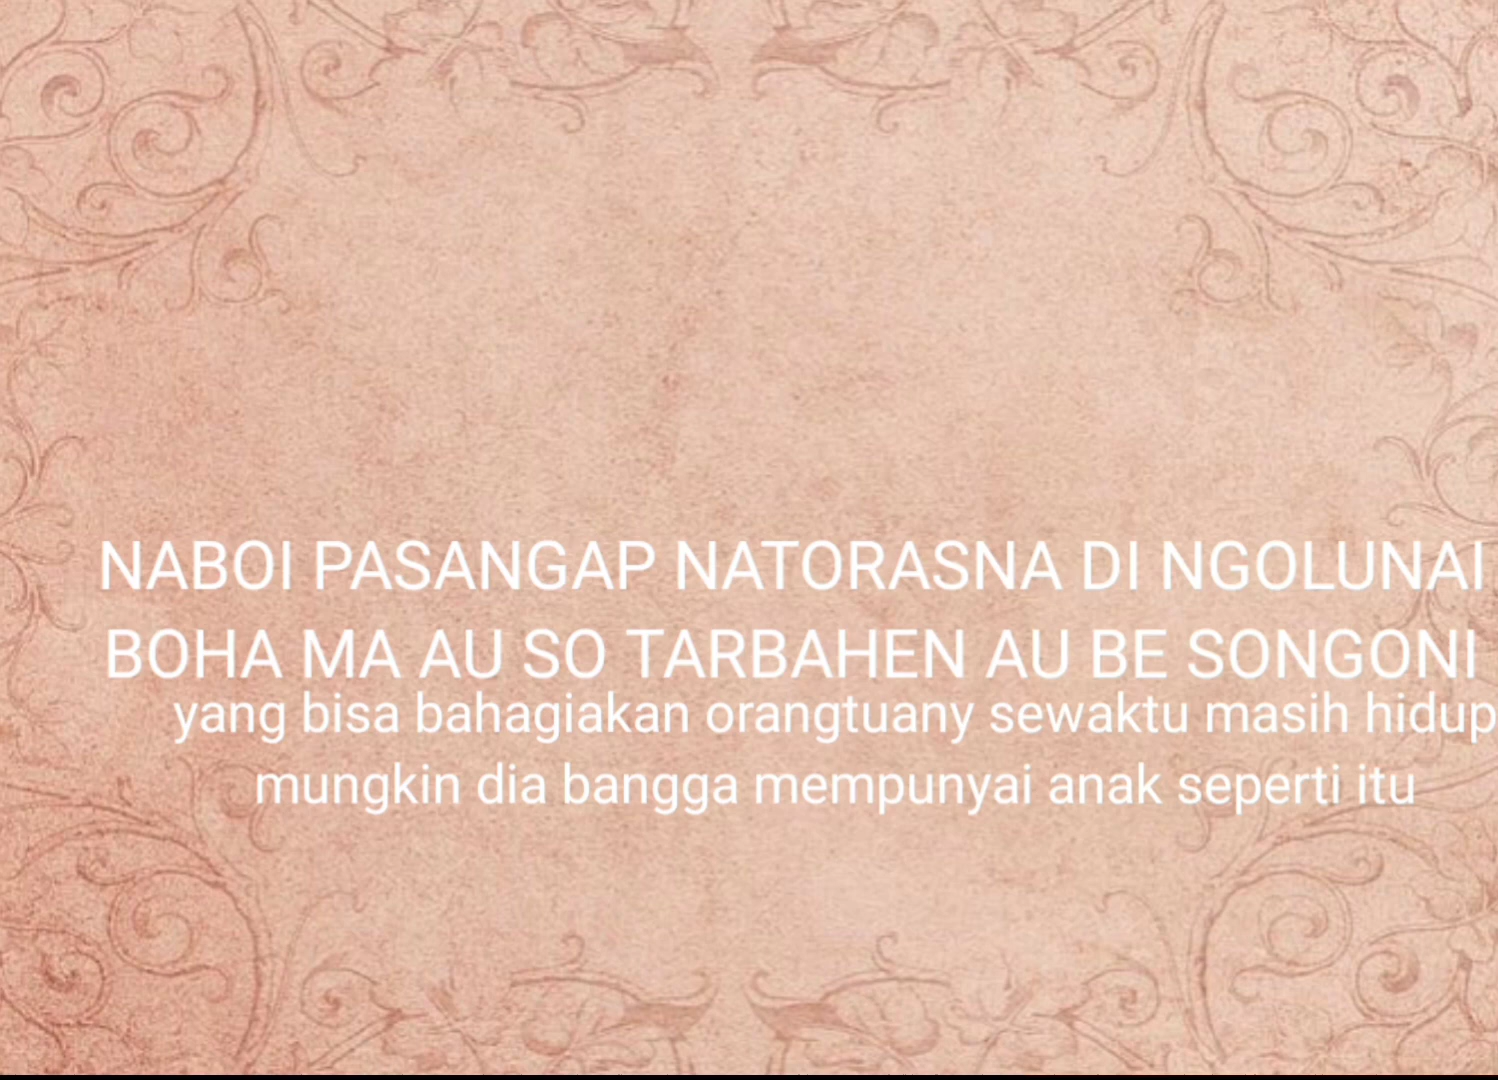 NABOI PASANGAP NATORASNA DI NGOLUNAI
BOHA MA AU SO TARBAHEN AU BE SONGONI
yang bisa bahagiakan orangtuany sewaktu masih hidup
mungkin dia bangga mempunyai anak seperti itu